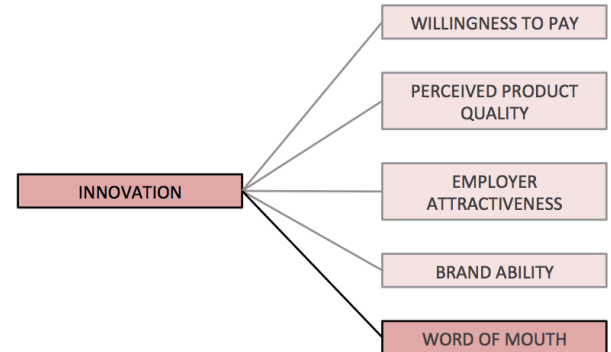 WILLINGNESS TO PAY
PERCEIVED PRODUCT
QUALITY
INNOVATION
EMPLOYER
ATTRACTIVENESS
BRAND ABILITY
WORD OF MOUTH